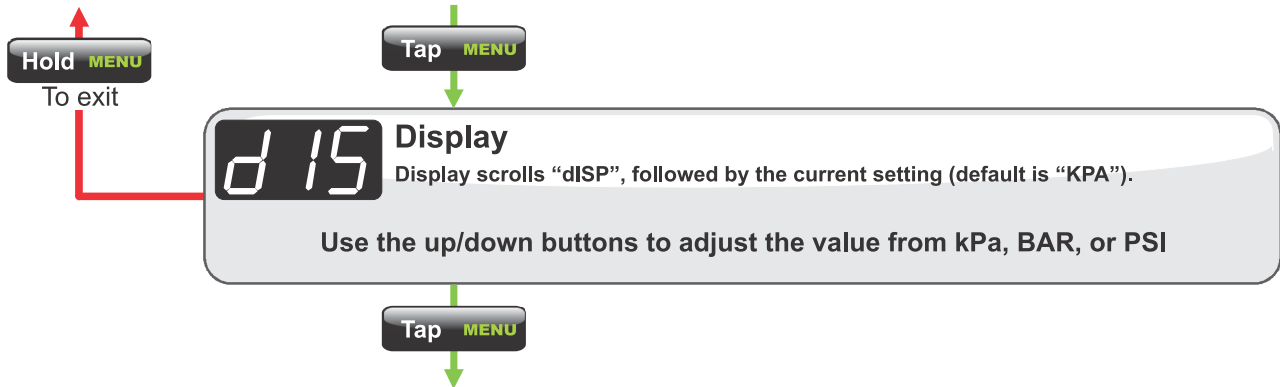 Tap MENU
Hold MENU
To exit
dIS
Display
Display scrolls “dISP”, followed by the current setting (default is “KPA”).
Use the up/down buttons to adjust the value from kPa, BAR, or PSI
Tap MENU